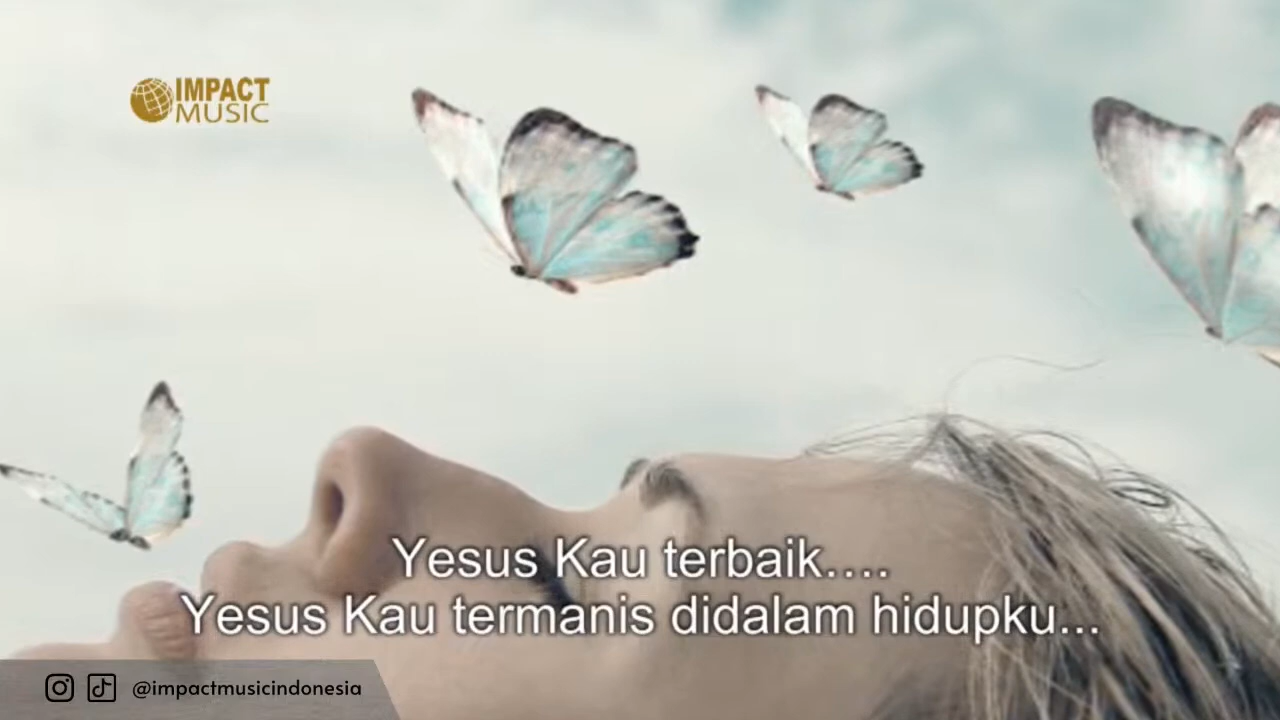 IMPACT
MUSIC
Yesus Kau terbaik....
Yesus Kau termanis didalam hidupku...
@impactmusicindonesia